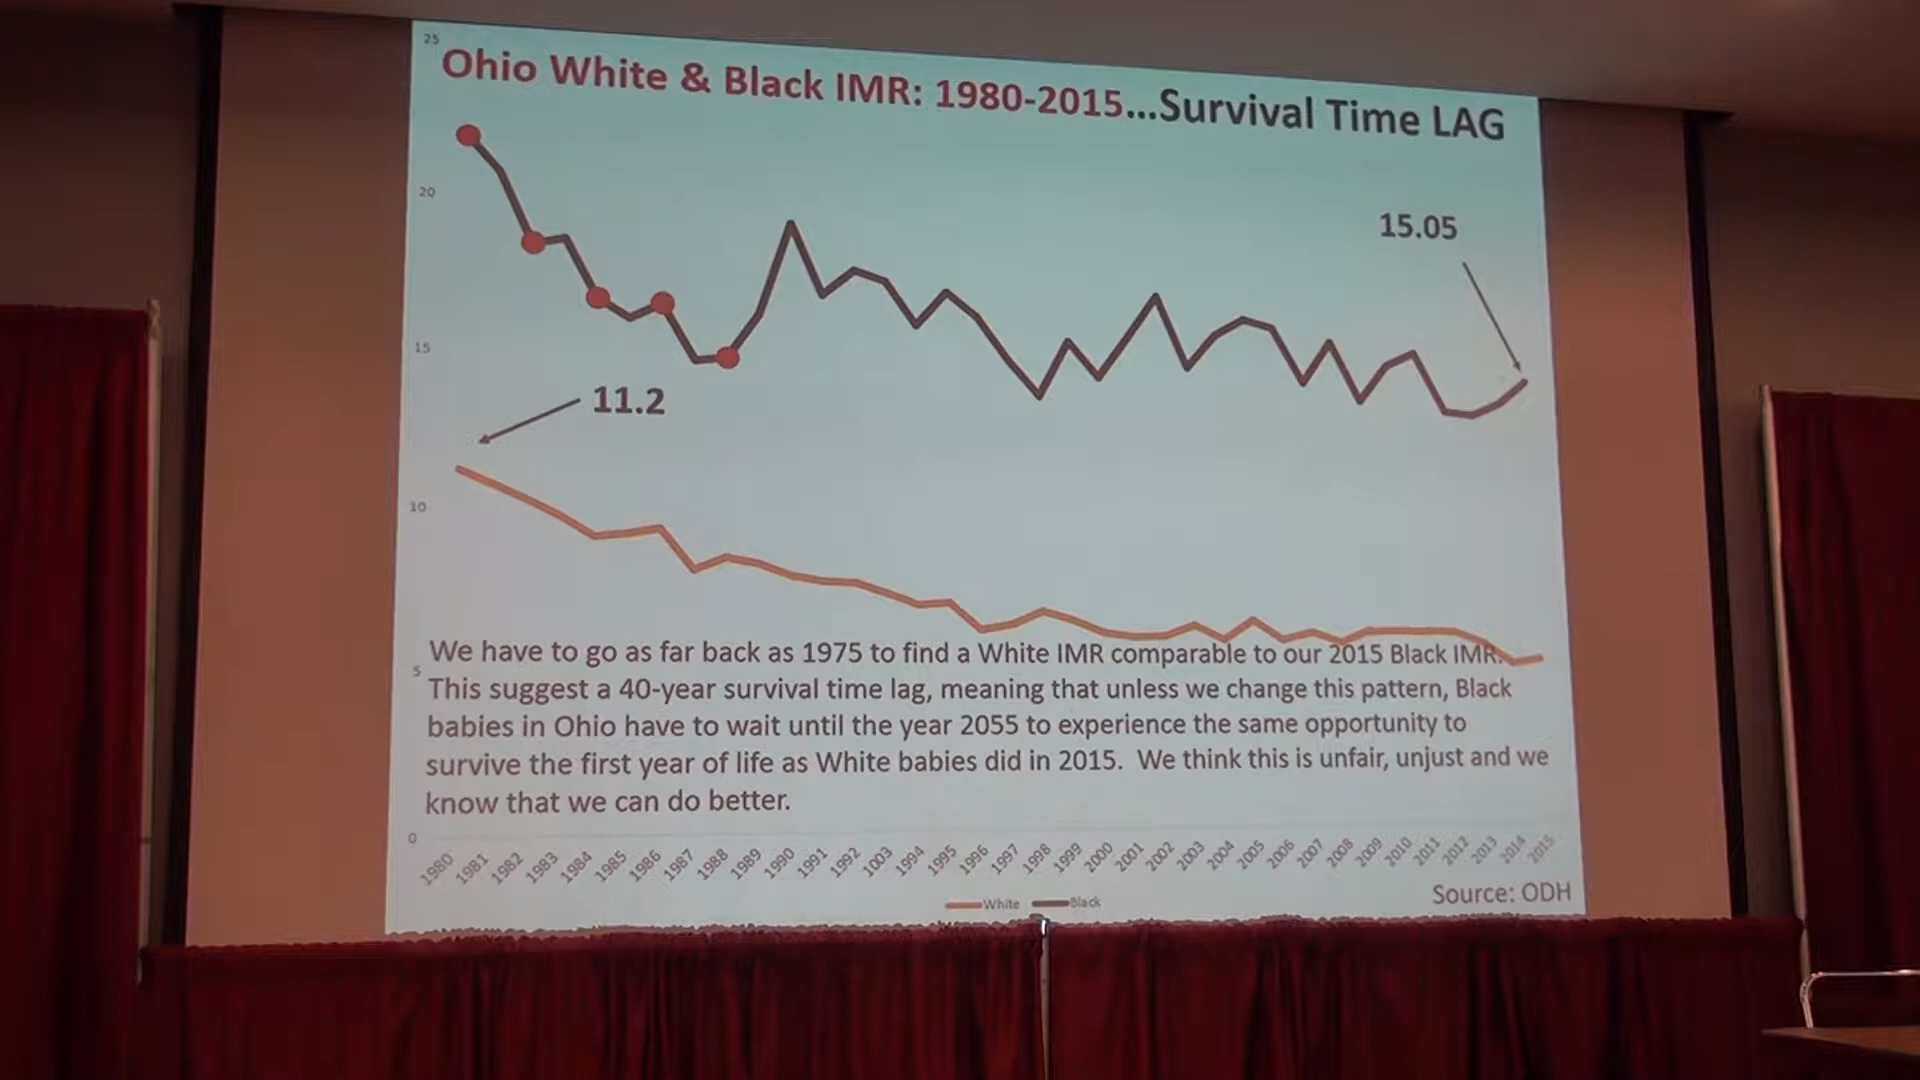 25
Ohio White & Black IMR: 1980-2015...Survival Time LAG
20
15.05
15
11.2
10
We have to go as far back as 1975 to find a White IMR comparable to our 2015 Black IMR.
5
This suggest a 40-year survival time lag, meaning that unless we change this pattern, Black
babies in Ohio have to wait until the year 2055 to experience the same opportunity to
survive the first year of life as White babies did in 2015. We think this is unfair, unjust and we
know that we can do better.
0
1980 1981 1982 1983 1984 1985 1986 1987 1988 1989 1990 1991 1992 1003 1994 1995 1996 1997 1998 1999 2000 2001 2002 2003 2004 2005 2006 2007 2008 2009 2010 2011 2012 2013 2014 2015
Source: ODH
White Black